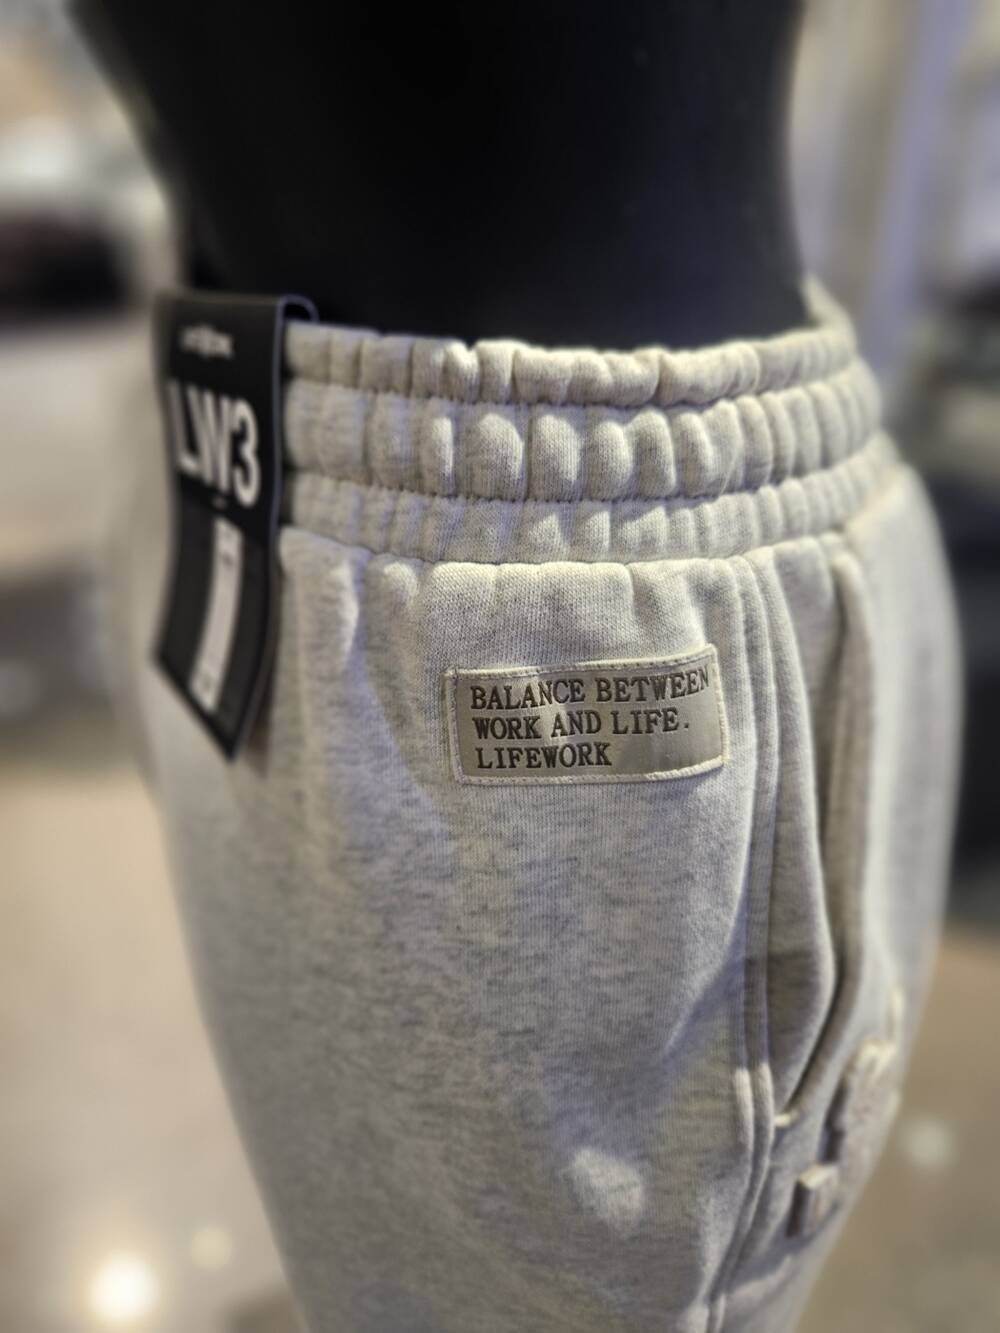 LW3
BALANCE BETWEEN
WORK AND LIFE.
LIFEWORK